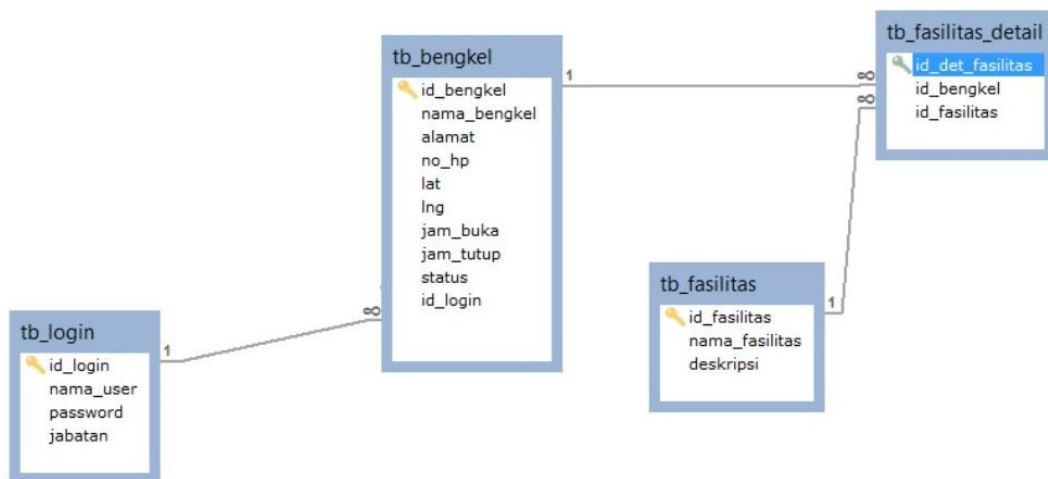 tb_bengkel
id_bengkel
nama_bengkel
alamat
no_hp
lat
lng
jam_buka
jam_tutup
status
id_login
tb_fasilitas_detail
id_det_fasilitas
id_bengkel
id_fasilitas
tb_fasilitas
id_fasilitas
nama_fasilitas
deskripsi
tb_login
id_login
nama_user
password
jabatan
1
∞
∞
1
1
∞